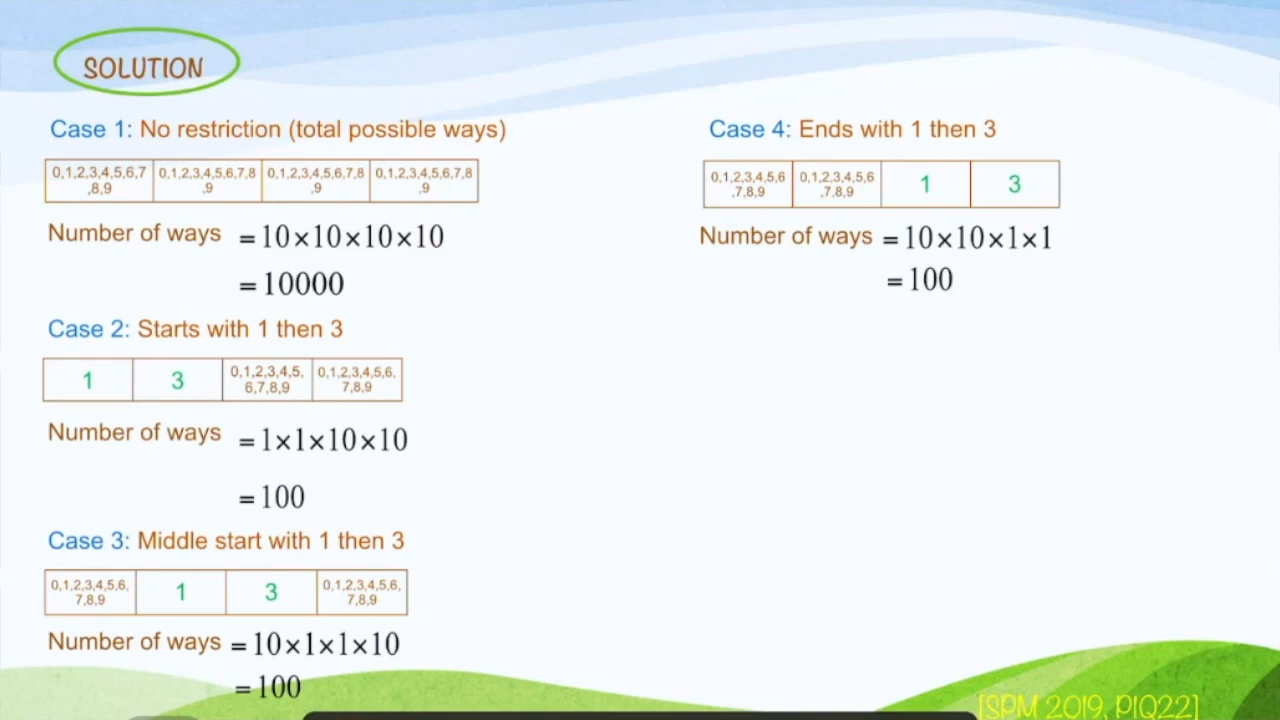 SOLUTION
Case 1: No restriction (total possible ways)
0,1,2,3,4,5,6,7 0,1,2,3,4,5,6,7,8 0,1,2,3,4,5,6,7,8 0,1,2,3,4,5,6,7,8
,8,9 ,9 ,9 ,9
Number of ways = 10×10×10×10
= 10000
Case 2: Starts with 1 then 3
1 3 0,1,2,3,4,5, 0,1,2,3,4,5,6,
6,7,8,9 7,8,9
Number of ways = 1×1×10×10
= 100
Case 3: Middle start with 1 then 3
0,1,2,3,4,5,6, 1 3 0,1,2,3,4,5,6,
7,8,9 7,8,9
Number of ways = 10×1×1×10
= 100
Case 4: Ends with 1 then 3
0,1,2,3,4,5,6 0,1,2,3,4,5,6 1 3
,7,8,9 ,7,8,9
Number of ways = 10×10×1×1
= 100
[SPM 2019, P1Q22]